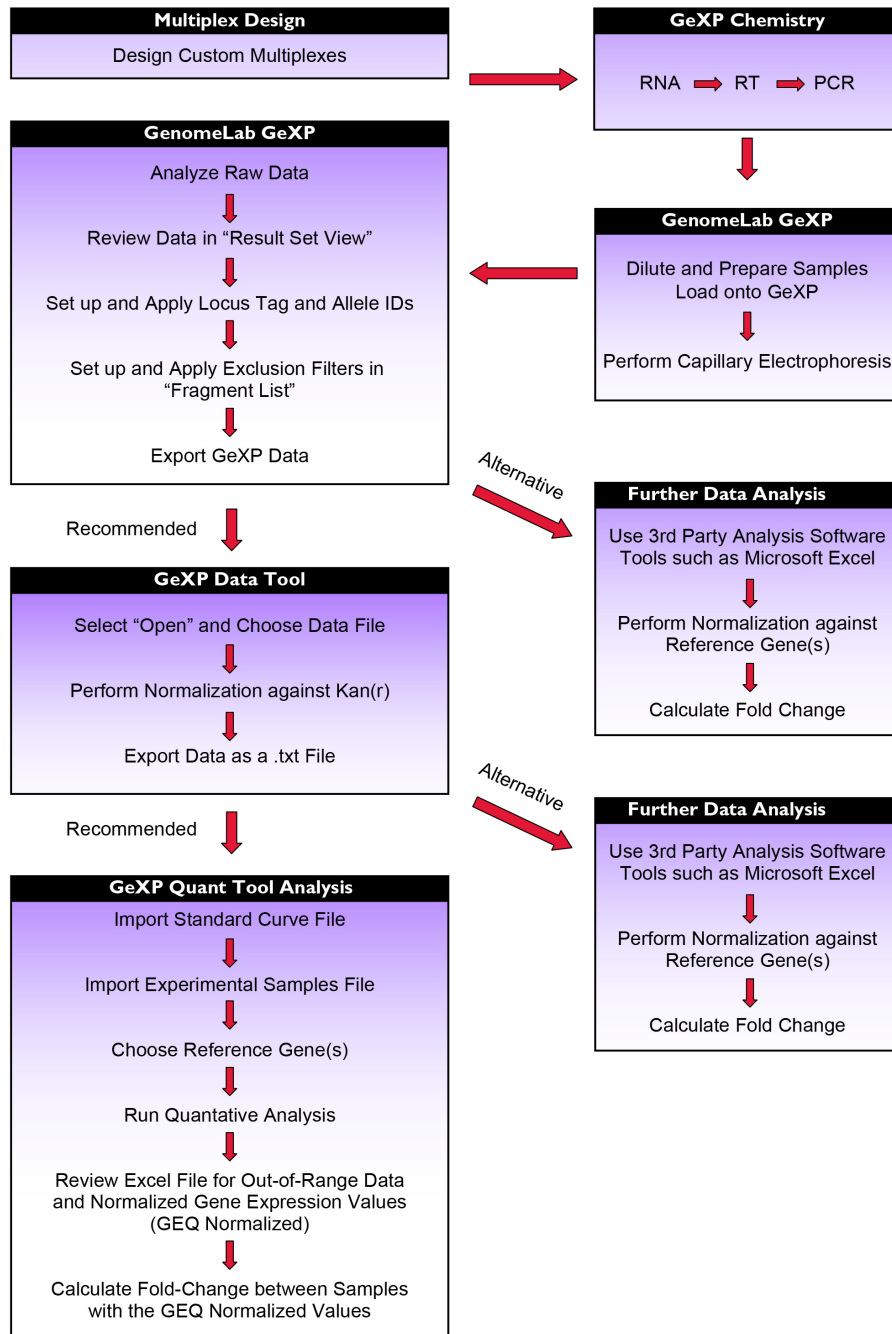 Multiplex Design
Design Custom Multiplexes
GeXP Chemistry
RNA RT PCR
GenomeLab GeXP
Dilute and Prepare Samples
Load onto GeXP
Perform Capillary Electrophoresis
GenomeLab GeXP
Analyze Raw Data
Review Data in “Result Set View”
Set up and Apply Locus Tag and Allele IDs
Set up and Apply Exclusion Filters in
“Fragment List”
Export GeXP Data
Alternative
Further Data Analysis
Use 3rd Party Analysis Software
Tools such as Microsoft Excel
Perform Normalization against
Reference Gene(s)
Calculate Fold Change
Recommended
GeXP Data Tool
Select “Open” and Choose Data File
Perform Normalization against Kan(r)
Export Data as a .txt File
Alternative
Further Data Analysis
Use 3rd Party Analysis Software
Tools such as Microsoft Excel
Perform Normalization against
Reference Gene(s)
Calculate Fold Change
Recommended
GeXP Quant Tool Analysis
Import Standard Curve File
Import Experimental Samples File
Choose Reference Gene(s)
Run Quantative Analysis
Review Excel File for Out-of-Range Data
and Normalized Gene Expression Values
(GEQ Normalized)
Calculate Fold-Change between Samples
with the GEQ Normalized Values